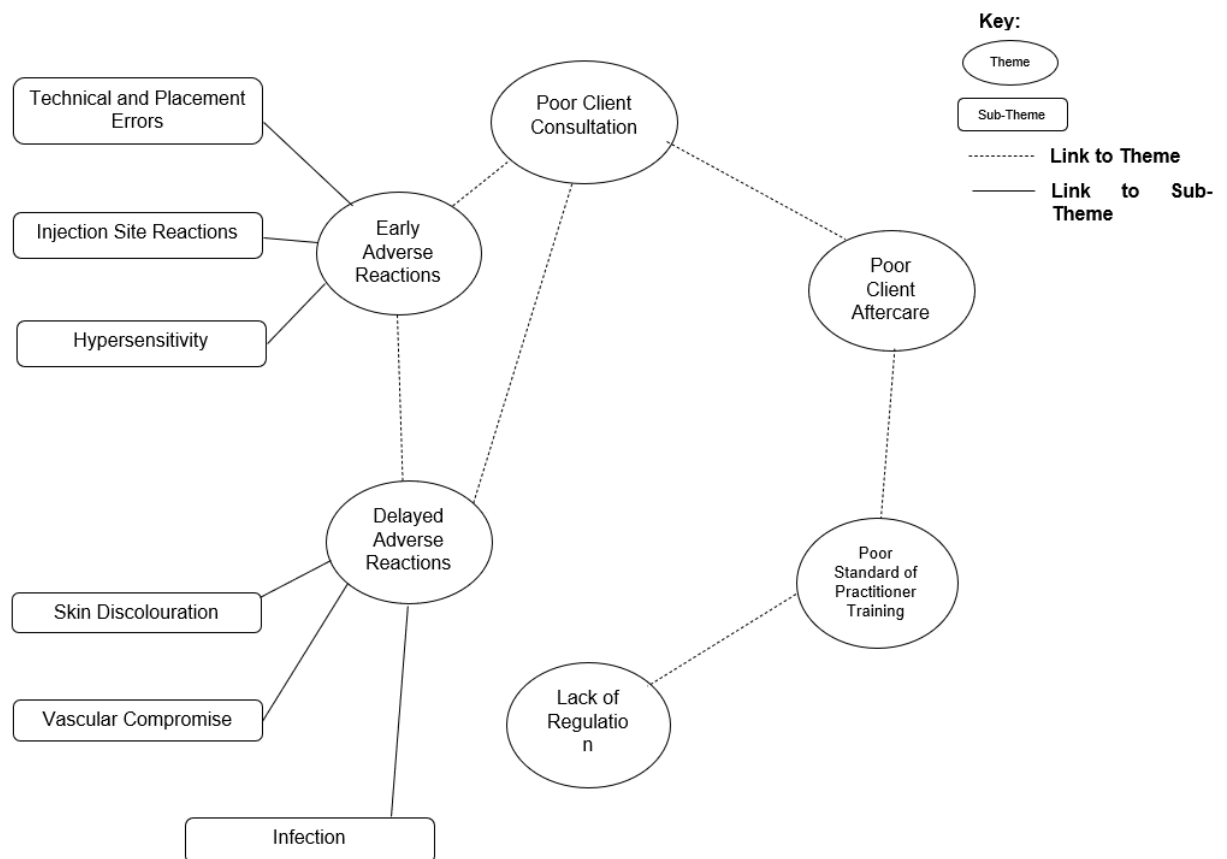 Key:
Theme
Sub-Theme
Link to Theme
Link to Sub-
Theme
Technical and Placement
Errors
Injection Site Reactions
Hypersensitivity
Poor Client
Consultation
Early
Adverse
Reactions
Poor
Client
Aftercare
Delayed
Adverse
Reactions
Poor
Standard of
Practitioner
Training
Skin Discolouration
Vascular Compromise
Lack of
Regulatio
n
Infection